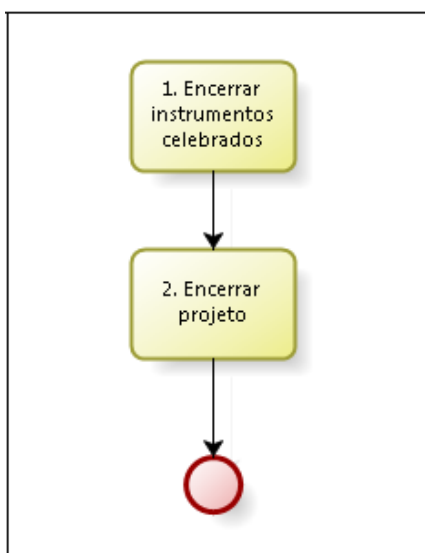 1. Encerrar
instrumentos
celebrados
2. Encerrar
projeto